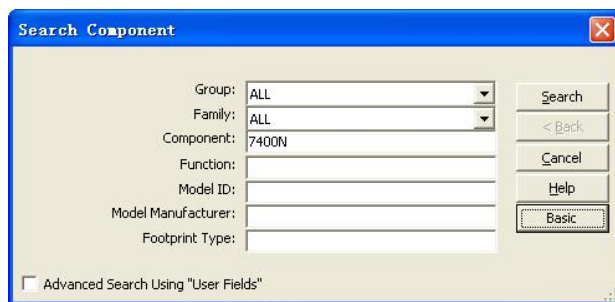 Search Component
Group: ALL
Search
Family: ALL
< Back
Component: 7400N
Function:
Cancel
Model ID:
Help
Model Manufacturer:
Basic
Footprint Type:
Advanced Search Using "User Fields"